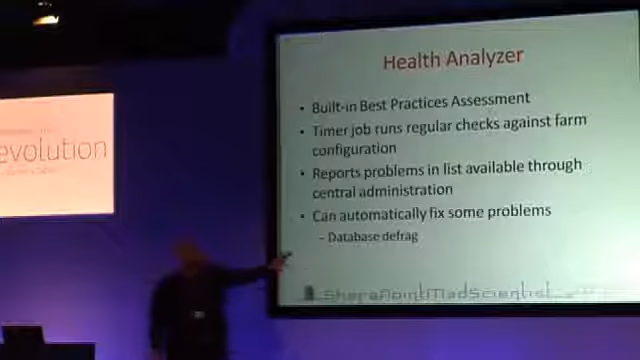 evolution
Health Analyzer
• Built-in Best Practices Assessment
• Timer job runs regular checks against farm
configuration
• Reports problems in list available through
central administration
• Can automatically fix some problems
– Database defrag
SharePointMadScientist